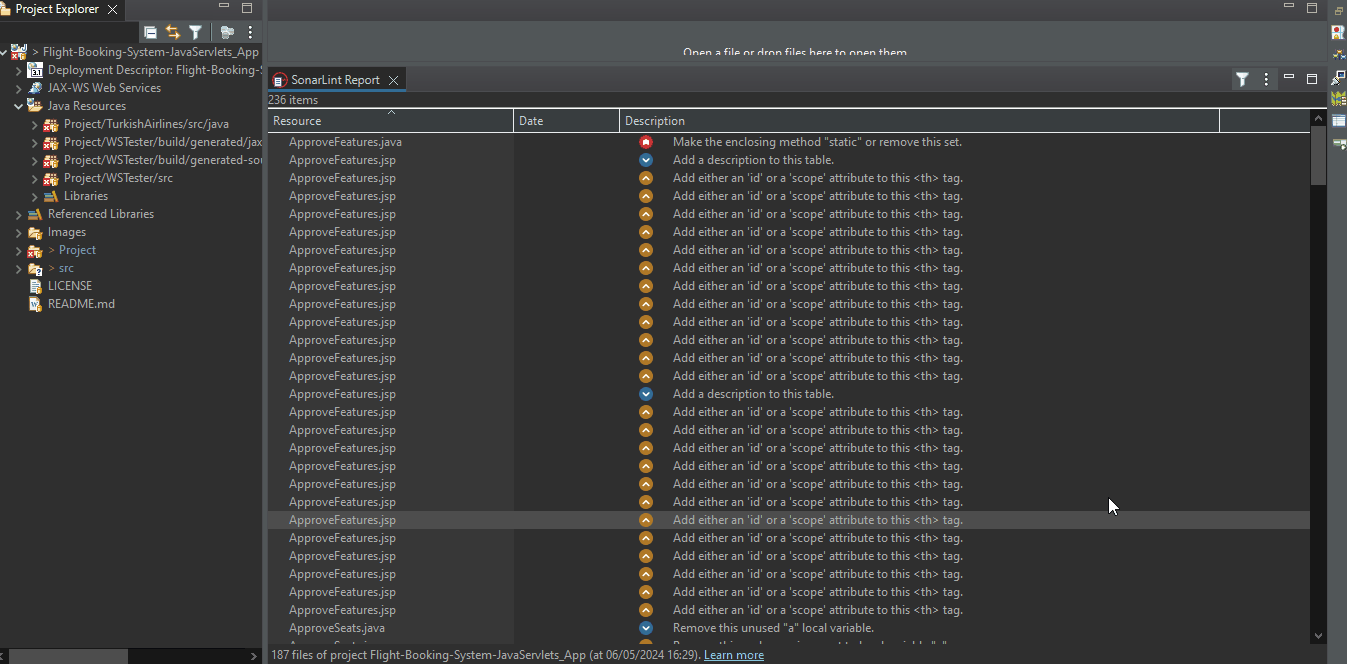 Project Explorer
> Flight-Booking-System-JavaServlets_App
Deployment Descriptor: Flight-Booking-
JAX-WS Web Services
Java Resources
Project/TurkishAirlines/src/java
Project/WSTester/build/generated/jax
Project/WSTester/build/generated-sou
Project/WSTester/src
Libraries
Referenced Libraries
Images
> Project
> src
LICENSE
README.md
Open a file or drop files here to open them
SonarLint Report
236 items
Resource Date Description
ApproveFeatures.java Make the enclosing method "static" or remove this set.
ApproveFeatures.jsp Add a description to this table.
ApproveFeatures.jsp Add either an 'id' or a 'scope' attribute to this <th> tag.
ApproveFeatures.jsp Add either an 'id' or a 'scope' attribute to this <th> tag.
ApproveFeatures.jsp Add either an 'id' or a 'scope' attribute to this <th> tag.
ApproveFeatures.jsp Add either an 'id' or a 'scope' attribute to this <th> tag.
ApproveFeatures.jsp Add either an 'id' or a 'scope' attribute to this <th> tag.
ApproveFeatures.jsp Add either an 'id' or a 'scope' attribute to this <th> tag.
ApproveFeatures.jsp Add either an 'id' or a 'scope' attribute to this <th> tag.
ApproveFeatures.jsp Add either an 'id' or a 'scope' attribute to this <th> tag.
ApproveFeatures.jsp Add either an 'id' or a 'scope' attribute to this <th> tag.
ApproveFeatures.jsp Add either an 'id' or a 'scope' attribute to this <th> tag.
ApproveFeatures.jsp Add either an 'id' or a 'scope' attribute to this <th> tag.
ApproveFeatures.jsp Add either an 'id' or a 'scope' attribute to this <th> tag.
ApproveFeatures.jsp Add a description to this table.
ApproveFeatures.jsp Add either an 'id' or a 'scope' attribute to this <th> tag.
ApproveFeatures.jsp Add either an 'id' or a 'scope' attribute to this <th> tag.
ApproveFeatures.jsp Add either an 'id' or a 'scope' attribute to this <th> tag.
ApproveFeatures.jsp Add either an 'id' or a 'scope' attribute to this <th> tag.
ApproveFeatures.jsp Add either an 'id' or a 'scope' attribute to this <th> tag.
ApproveFeatures.jsp Add either an 'id' or a 'scope' attribute to this <th> tag.
ApproveFeatures.jsp Add either an 'id' or a 'scope' attribute to this <th> tag.
ApproveFeatures.jsp Add either an 'id' or a 'scope' attribute to this <th> tag.
ApproveFeatures.jsp Add either an 'id' or a 'scope' attribute to this <th> tag.
ApproveFeatures.jsp Add either an 'id' or a 'scope' attribute to this <th> tag.
ApproveFeatures.jsp Add either an 'id' or a 'scope' attribute to this <th> tag.
ApproveFeatures.jsp Add either an 'id' or a 'scope' attribute to this <th> tag.
ApproveSeats.java Remove this unused "a" local variable.
187 files of project Flight-Booking-System-JavaServlets_App (at 06/05/2024 16:29). Learn more